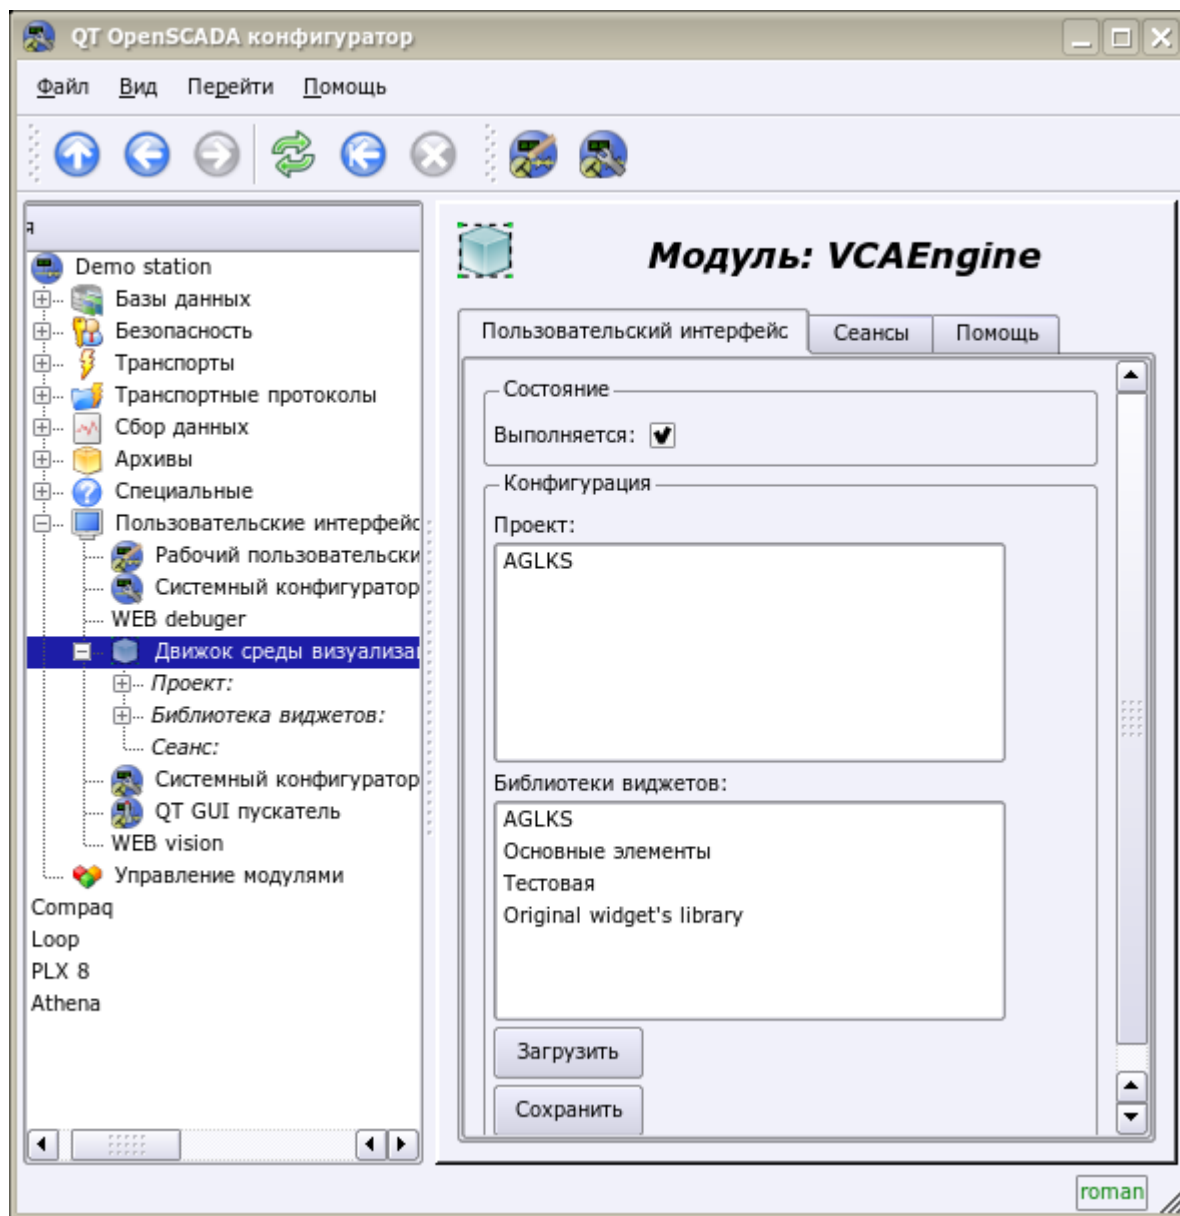 QT OpenSCADA конфигуратор
Файл Вид Перейти Помощь
я
Demo station
Базы данных
Безопасность
Транспорты
Транспортные протоколы
Сбор данных
Архивы
Специальные
Пользовательские интерфейс
Рабочий пользовательски
Системный конфигуратор
WEB debuger
Движок среды визуализа
Проект:
Библиотека виджетов:
Сеанс:
Системный конфигуратор
QT GUI пускатель
WEB vision
Управление модулями
Compaq
Loop
PLX 8
Athena
Модуль: VCAEngine
Пользовательский интерфейс Сеансы Помощь
Состояние
Выполняется:
Конфигурация
Проект:
AGLKS
Библиотеки виджетов:
AGLKS
Основные элементы
Тестовая
Original widget's library
Загрузить
Сохранить
roman